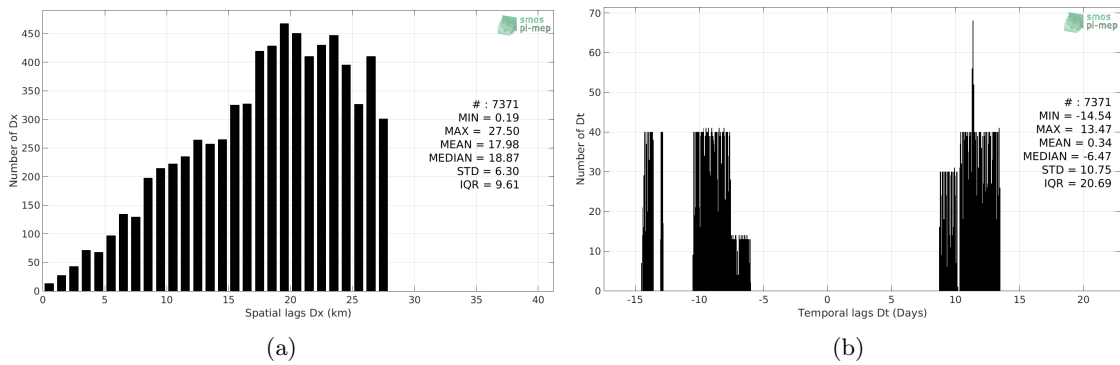 smos
pi-mep
450
400
350
300
250
200
150
100
50
0
Number of Dx
# : 7371
MIN = 0.19
MAX = 27.50
MEAN = 17.98
MEDIAN = 18.87
STD = 6.30
IQR = 9.61
0 5 10 15 20 25 30 35 40
Spatial lags Dx (km)
(a)
smos
pi-mep
70
60
50
40
30
20
10
0
Number of Dt
# : 7371
MIN = -14.54
MAX = 13.47
MEAN = 0.34
MEDIAN = -6.47
STD = 10.75
IQR = 20.69
-15 -10 -5 0 5 10 15 20
Temporal lags Dt (Days)
(b)